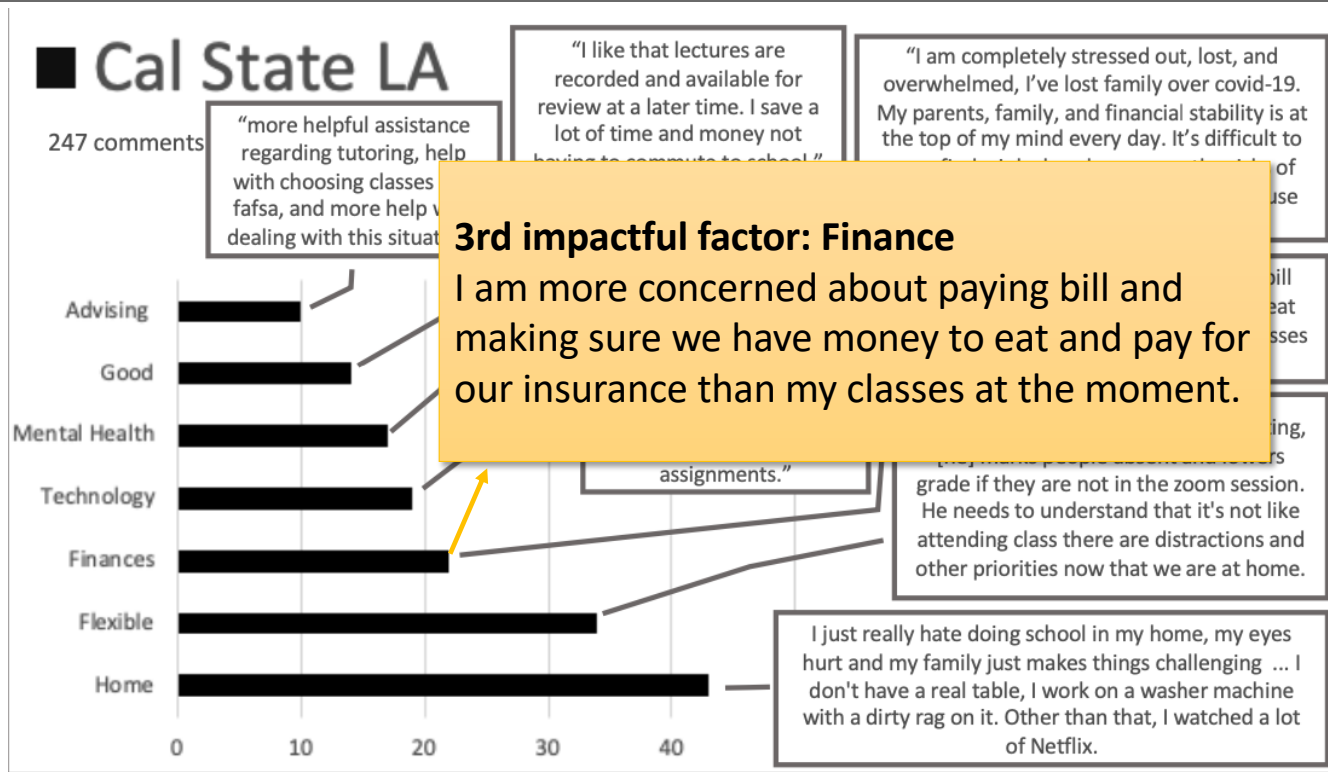 Cal State LA
247 comments
“more helpful assistance
regarding tutoring, help
with choosing classes
fafsa, and more help
dealing with this
“I like that lectures are
recorded and available for
review at a later time. I save a
lot of time and money not
having to commute to school.”
“I am completely stressed out, lost, and
overwhelmed, I’ve lost family over covid-19.
My parents, family, and financial stability is at
the top of my mind every day. It’s difficult to
of
3rd impactful factor: Finance
I am more concerned about paying bill and
making sure we have money to eat and pay for
our insurance than my classes at the moment.
assignments.”
grade if they are not in the zoom session.
He needs to understand that it's not like
attending class there are distractions and
other priorities now that we are at home.
I just really hate doing school in my home, my eyes
hurt and my family just makes things challenging ... I
don't have a real table, I work on a washer machine
with a dirty rag on it. Other than that, I watched a lot
of Netflix.
Advising
Good
Mental Health
Technology
Finances
Flexible
Home
0 10 20 30 40